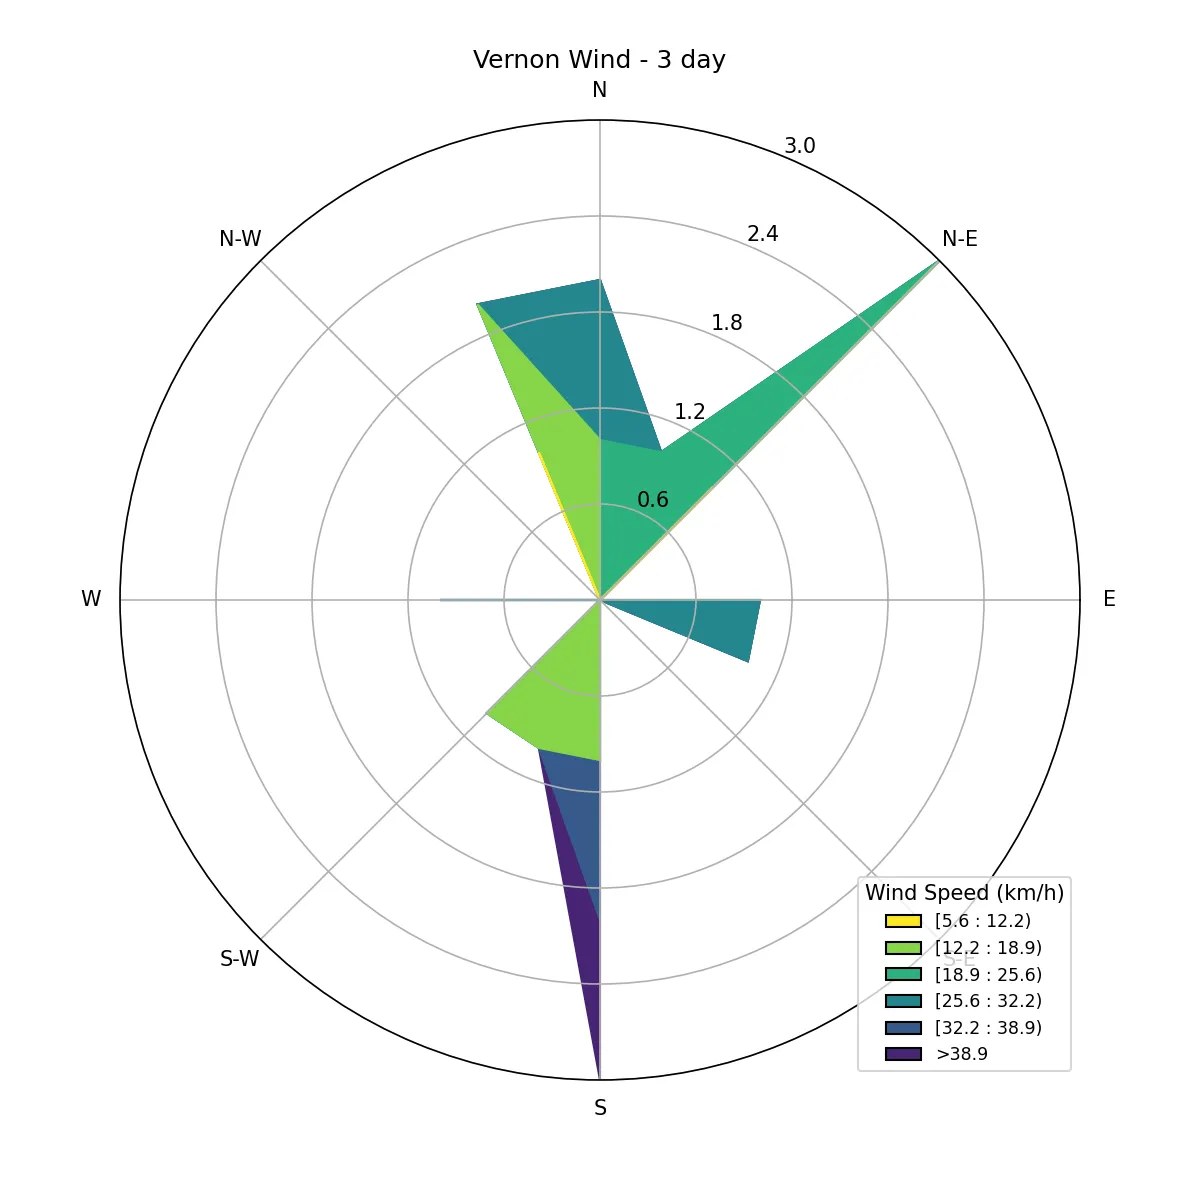 Vernon Wind - 3 day
N
3.0
N-W
2.4
N-E
1.8
1.2
0.6
W
E
Wind Speed (km/h)
[5.6 : 12.2)
[12.2 : 18.9)
S-W
S-E
[18.9 : 25.6)
[25.6 : 32.2)
[32.2 : 38.9)
>38.9
S